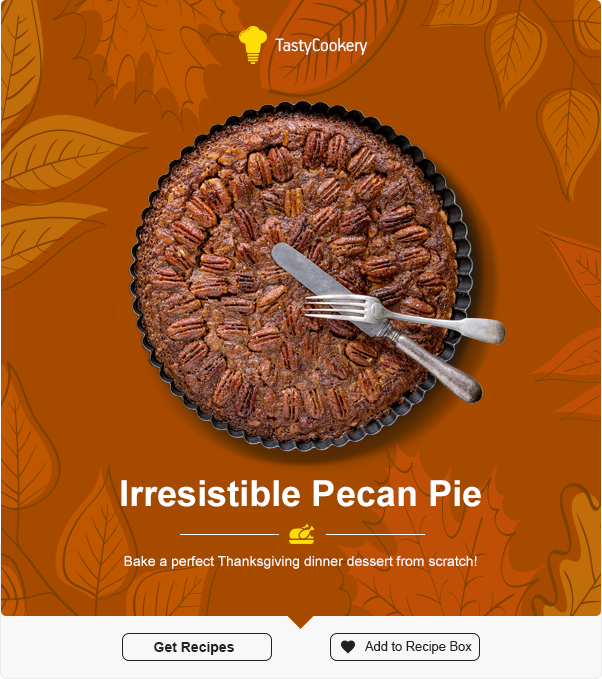 TastyCookery
Irresistible Pecan Pie
Bake a perfect Thanksgiving dinner dessert from scratch!
Get Recipes
Add to Recipe Box